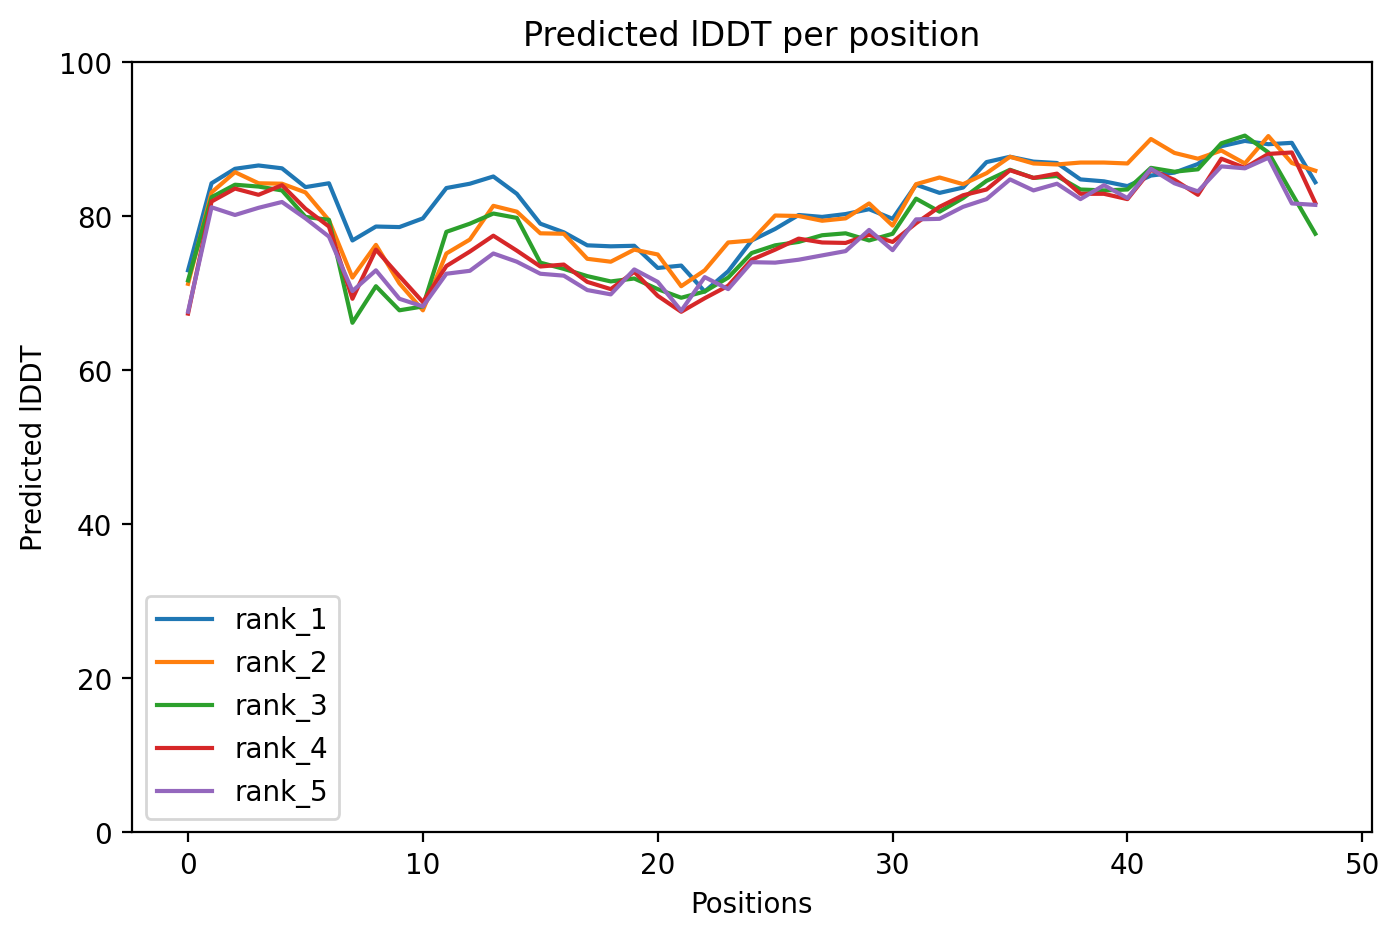 Predicted lDDT per position
100
80
60
40
20
0
Predicted lDDT
rank_1
rank_2
rank_3
rank_4
rank_5
0 10 20 30 40 50
Positions